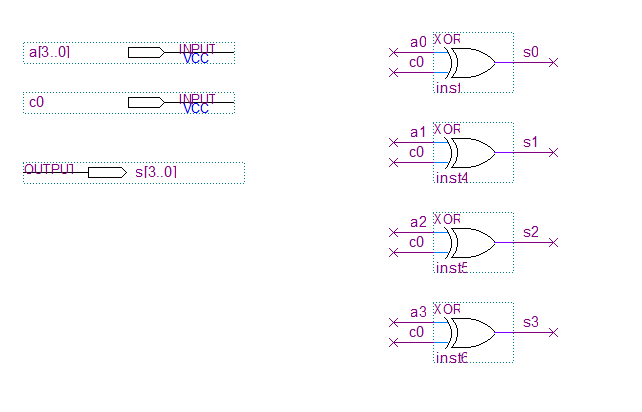 a[3..0] INPUT
VCC
c0 INPUT
VCC
OUTPUT s[3..0]
a0 XOR s0
c0
inst
a1 XOR s1
c0
inst4
a2 XOR s2
c0
inst5
a3 XOR s3
c0
inst6